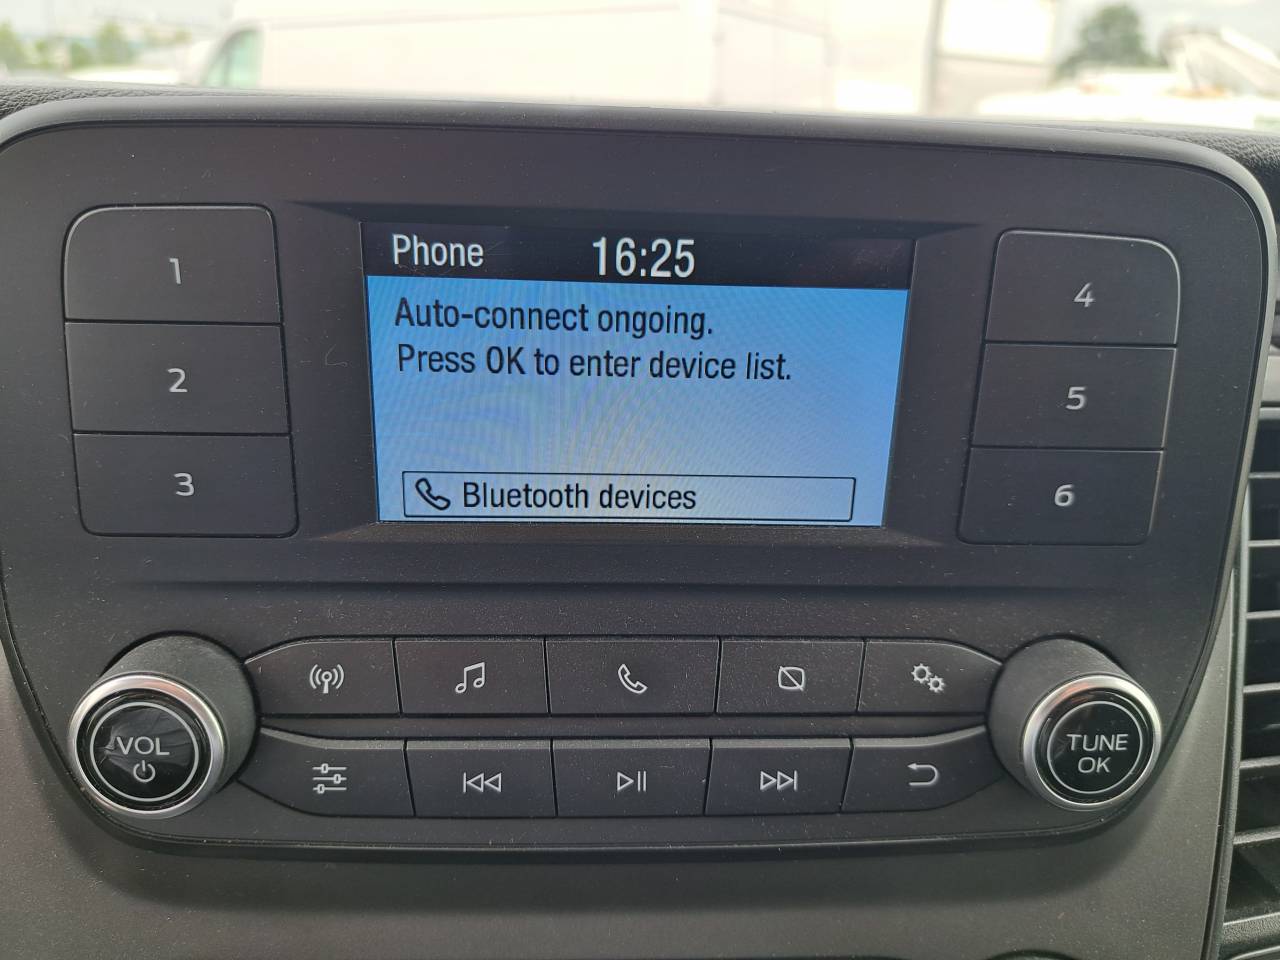 Phone 16:25
Auto-connect ongoing.
Press OK to enter device list.
Bluetooth devices
1
2
3
4
5
6
VOL
TUNE
OK